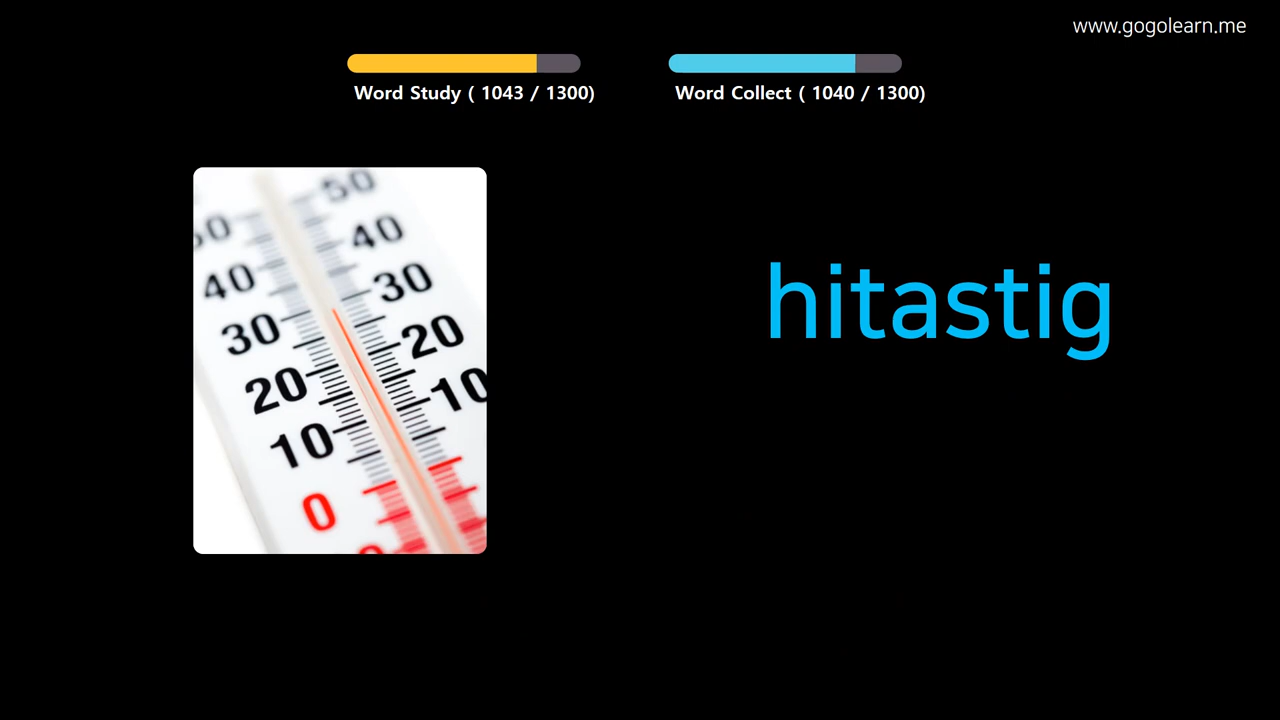 www.gogolearn.me
Word Study ( 1043 / 1300)
Word Collect ( 1040 / 1300)
hitastig
50
50
40
40
30
30
20
20
10
10
0